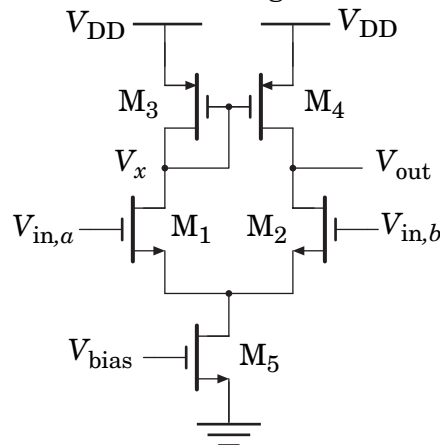 V_DD V_DD
M_3 M_4
V_x V_out
V_in,a M_1 M_2 V_in,b
V_bias M_5